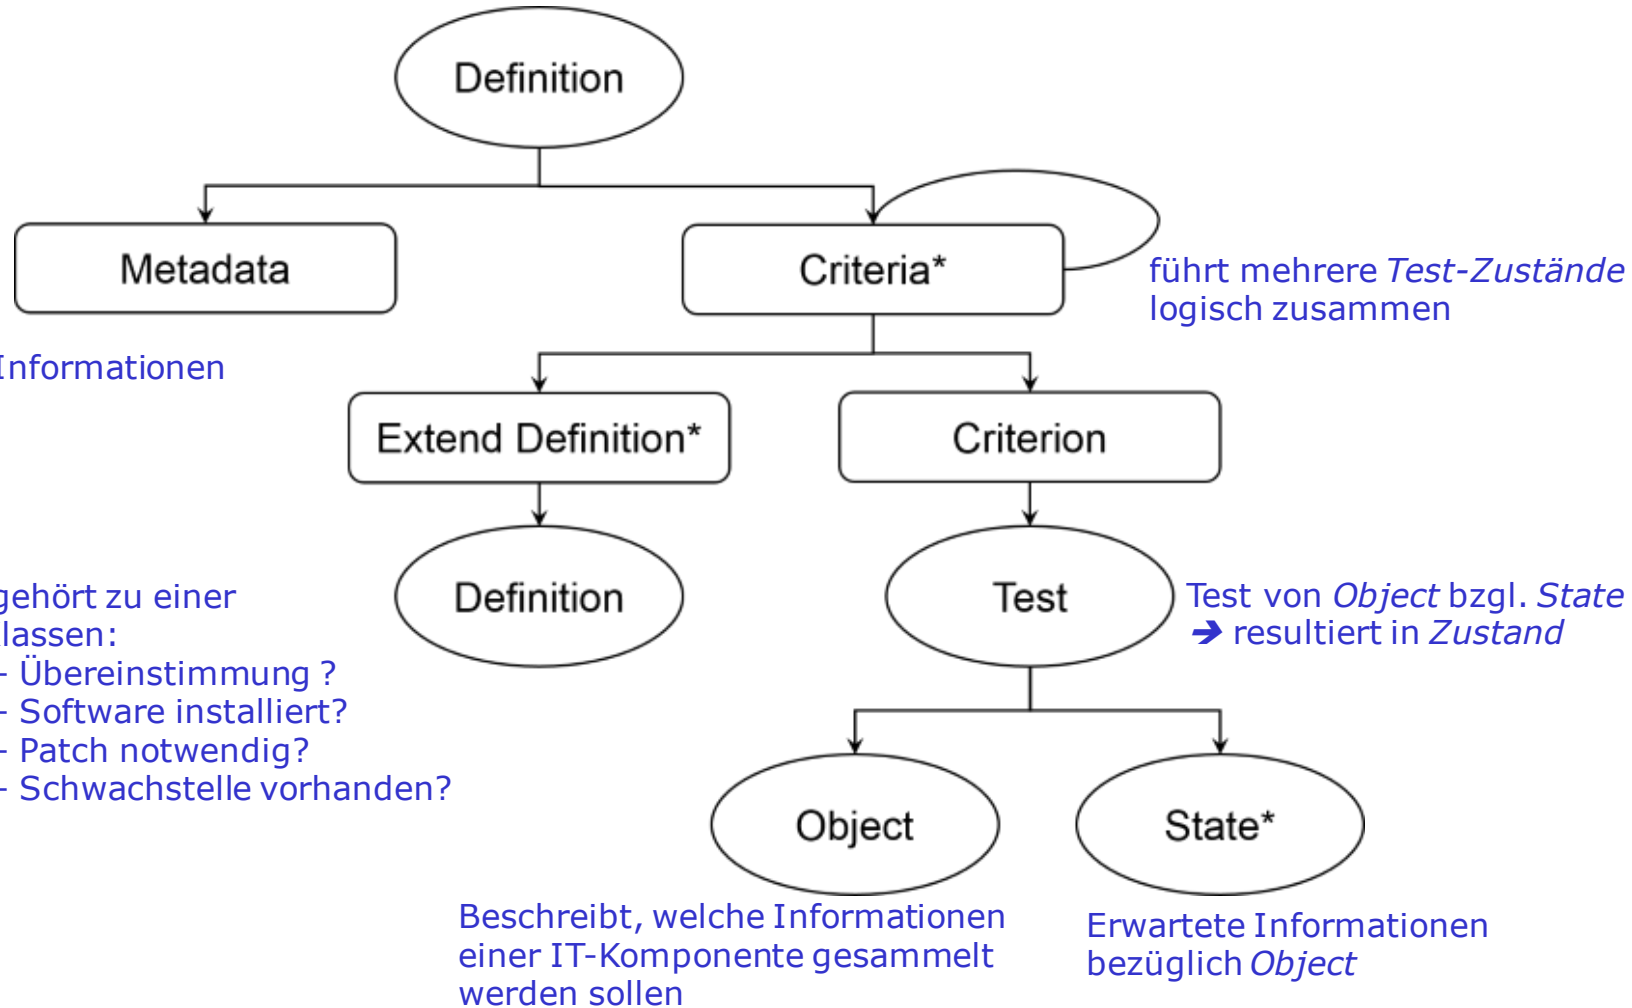 Definition
Metadata
Criteria*
führt mehrere Test-Zustände
logisch zusammen
Informationen
Extend Definition*
Criterion
gehört zu einer
lassen:
- Übereinstimmung ?
- Software installiert?
- Patch notwendig?
- Schwachstelle vorhanden?
Definition
Test
Test von Object bzgl. State
➔ resultiert in Zustand
Object
State*
Beschreibt, welche Informationen
einer IT-Komponente gesammelt
werden sollen
Erwartete Informationen
bezüglich Object